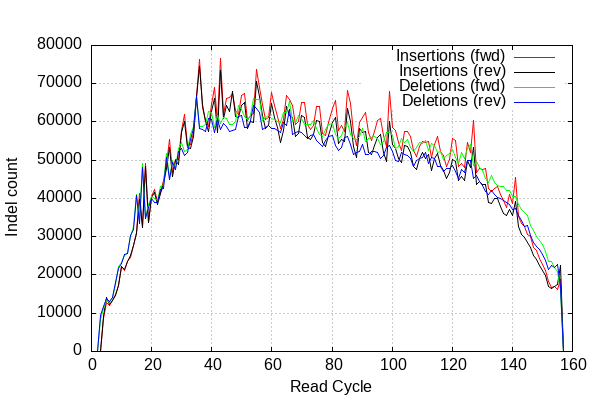 80000
70000
60000
50000
40000
30000
20000
10000
0
Indel count
Insertions (fwd)
Insertions (rev)
Deletions (fwd)
Deletions (rev)
0 20 40 60 80 100 120 140 160
Read Cycle